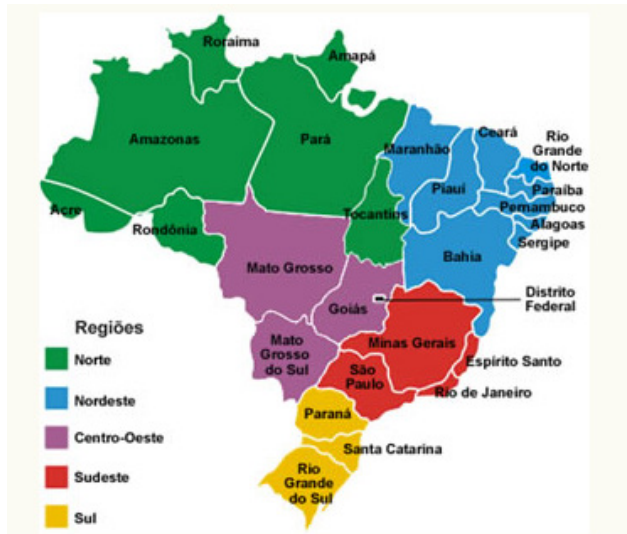 Roraima
Amapá
Amazonas
Pará
Maranhão
Ceará
Rio
Grande
do Norte
Piauí
Paraíba
Pernambuco
Alagoas
Sergipe
Acre
Rondônia
Tocantins
Mato Grosso
Bahia
Goiás
Distrito
Federal
Mato
Grosso
do Sul
Minas Gerais
Espírito Santo
São
Paulo
Rio de Janeiro
Paraná
Santa Catarina
Rio
Grande
do Sul
Regiões
Norte
Nordeste
Centro-Oeste
Sudeste
Sul